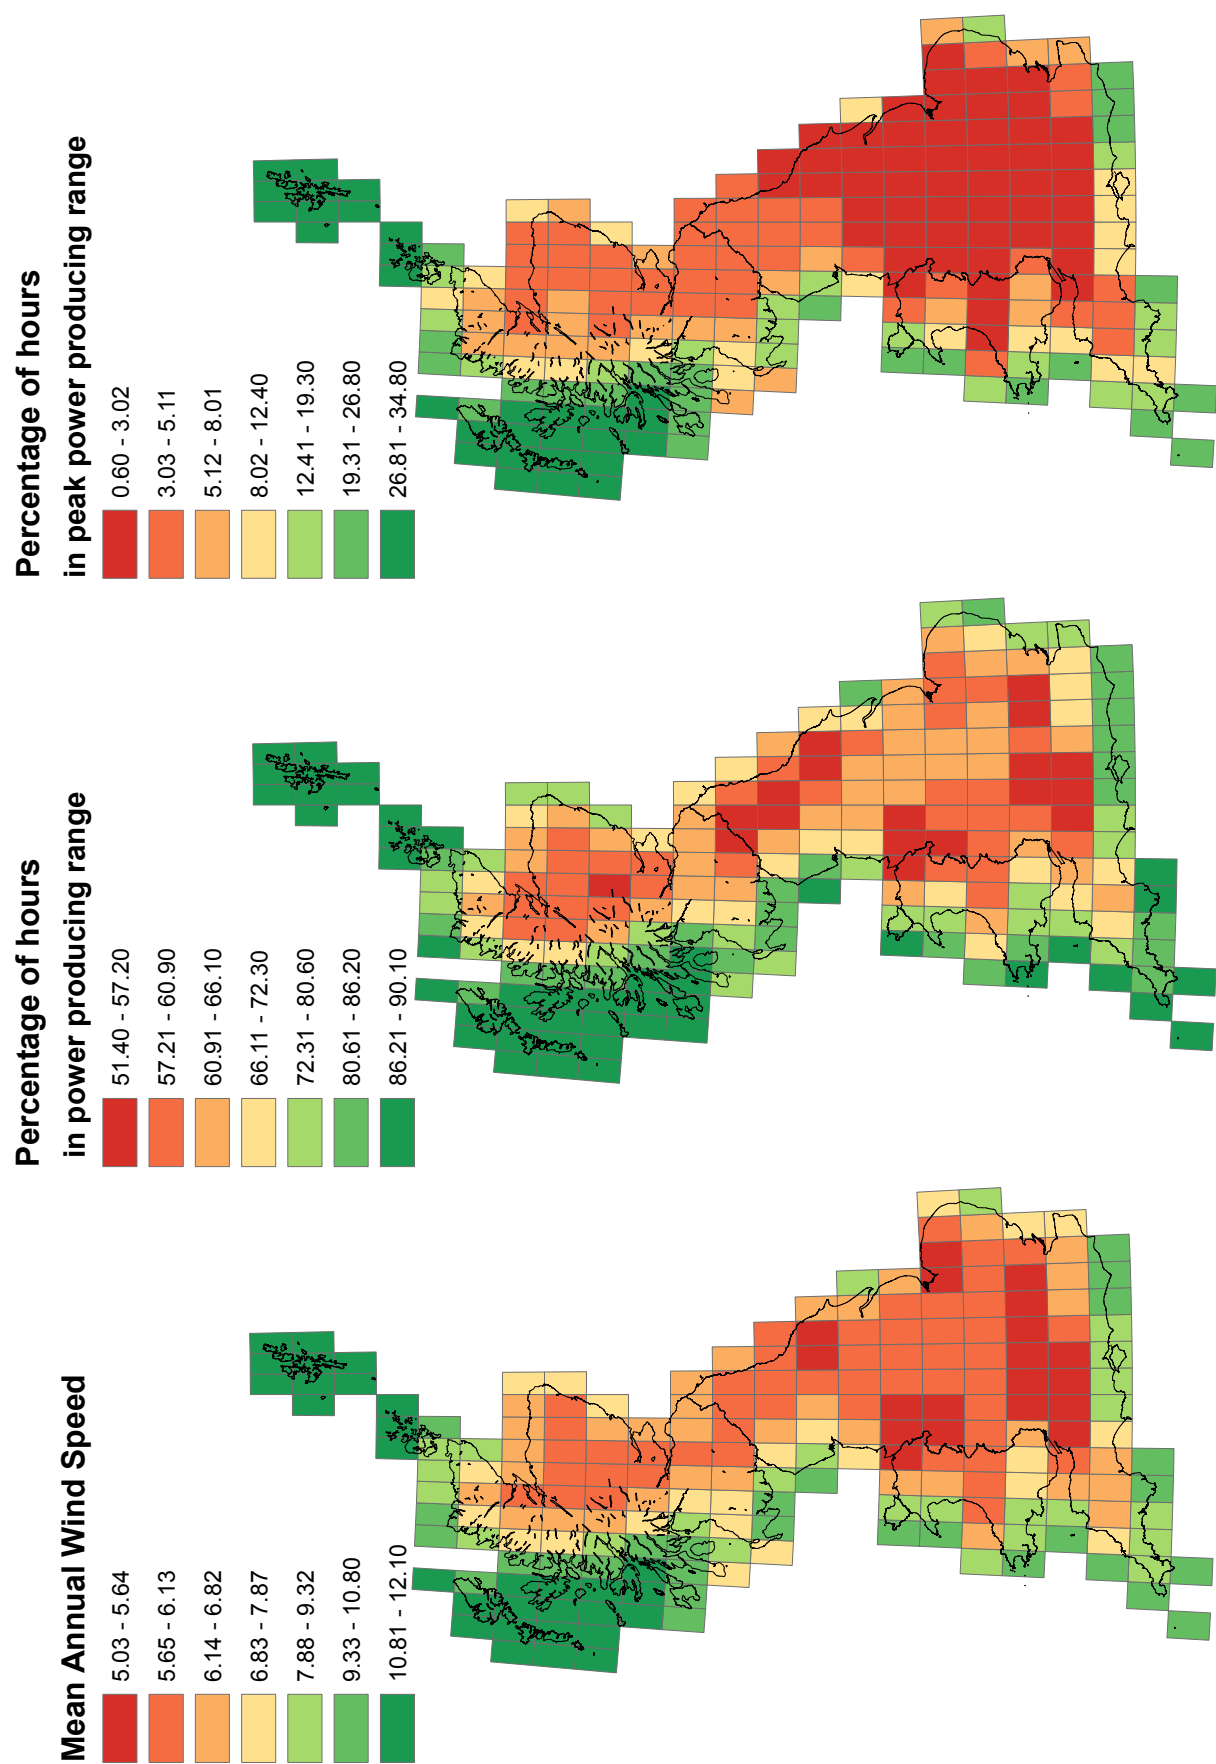 Mean Annual Wind Speed
5.03 - 5.64
5.65 - 6.13
6.14 - 6.82
6.83 - 7.87
7.88 - 9.32
9.33 - 10.80
10.81 - 12.10
Percentage of hours
in power producing range
51.40 - 57.20
57.21 - 60.90
60.91 - 66.10
66.11 - 72.30
72.31 - 80.60
80.61 - 86.20
86.21 - 90.10
Percentage of hours
in peak power producing range
0.60 - 3.02
3.03 - 5.11
5.12 - 8.01
8.02 - 12.40
12.41 - 19.30
19.31 - 26.80
26.81 - 34.80